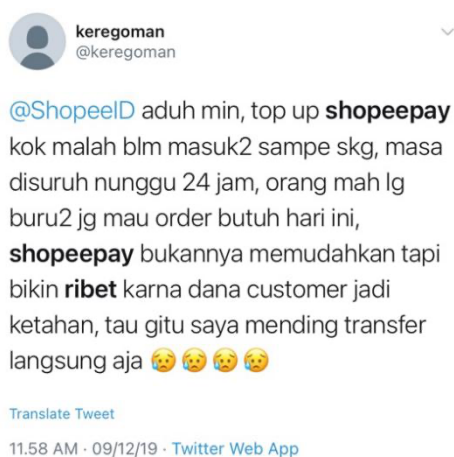 keregoman
@keregoman
@ShopeeID aduh min, top up shopeepay
kok malah blm masuk2 sampe skg, masa
disuruh nunggu 24 jam, orang mah lg
buru2 jg mau order butuh hari ini,
shopeepay bukannya memudahkan tapi
bikin ribet karna dana customer jadi
ketahan, tau gitu saya mending transfer
langsung aja 😥😥😥😥
Translate Tweet
11.58 AM · 09/12/19 · Twitter Web App